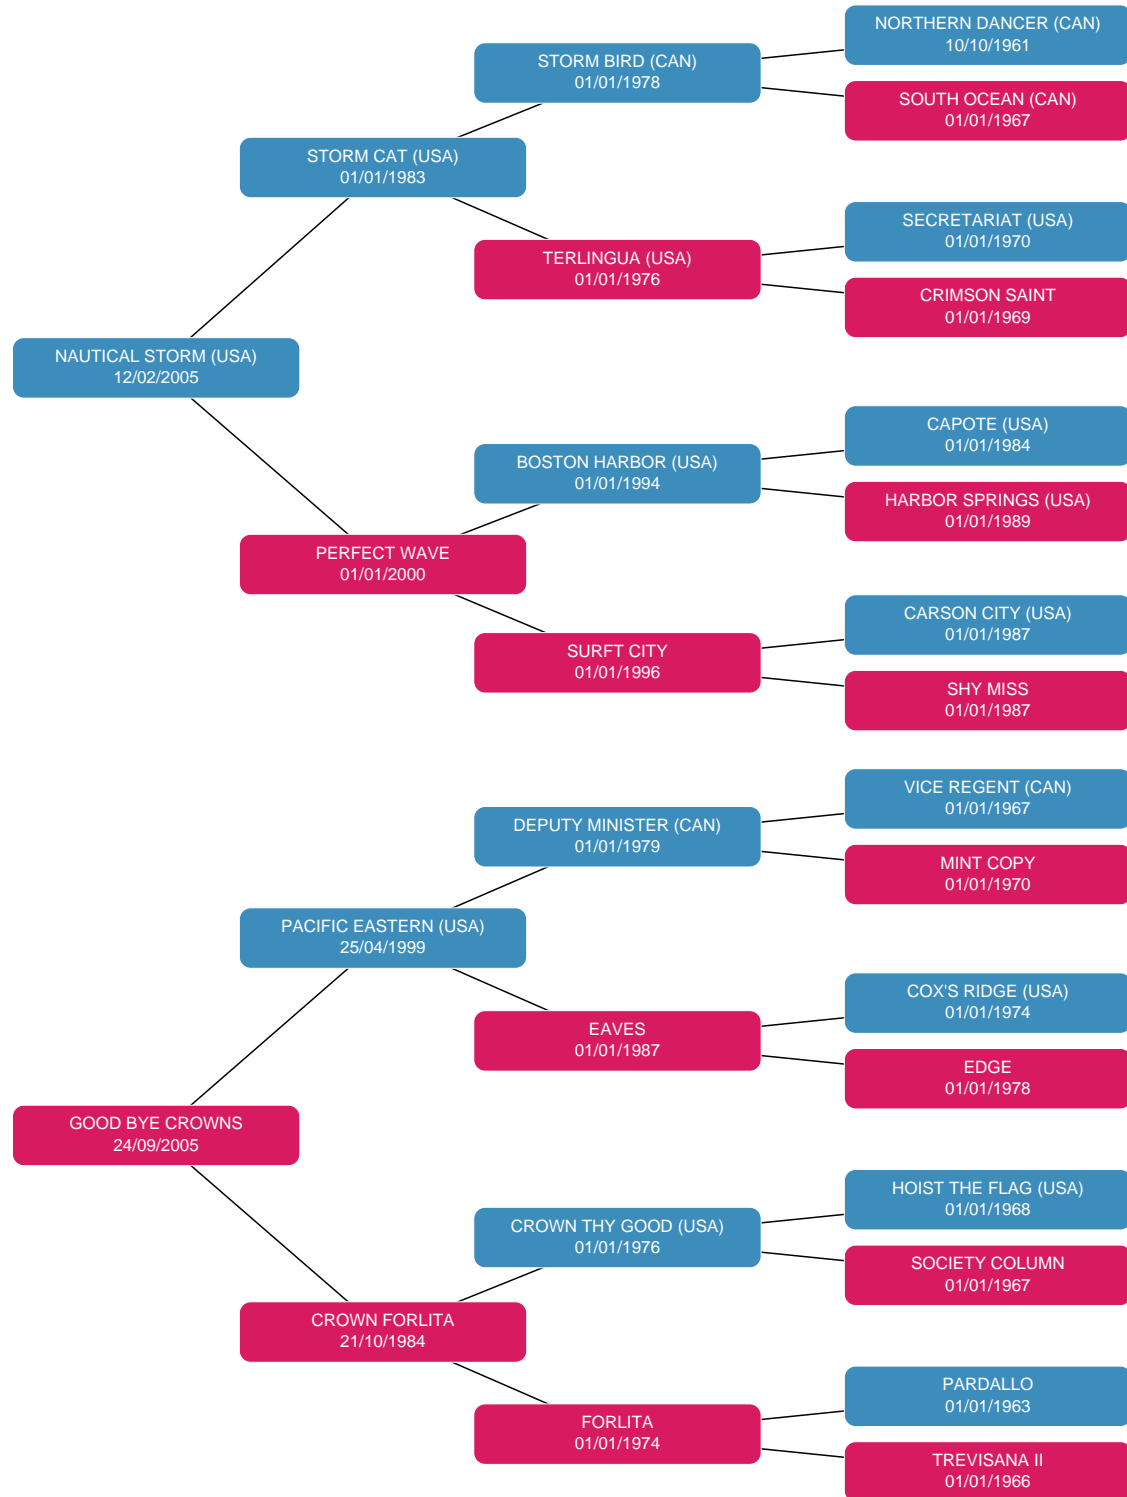 NORTHERN DANCER (CAN)
10/10/1961
STORM BIRD (CAN)
01/01/1978
SOUTH OCEAN (CAN)
01/01/1967
STORM CAT (USA)
01/01/1983
SECRETARIAT (USA)
01/01/1970
TERLINGUA (USA)
01/01/1976
CRIMSON SAINT
01/01/1969
NAUTICAL STORM (USA)
12/02/2005
CAPOTE (USA)
01/01/1984
BOSTON HARBOR (USA)
01/01/1994
HARBOR SPRINGS (USA)
01/01/1989
PERFECT WAVE
01/01/2000
CARSON CITY (USA)
01/01/1987
SURFT CITY
01/01/1996
SHY MISS
01/01/1987
VICE REGENT (CAN)
01/01/1967
DEPUTY MINISTER (CAN)
01/01/1979
MINT COPY
01/01/1970
PACIFIC EASTERN (USA)
25/04/1999
COX'S RIDGE (USA)
01/01/1974
EAVES
01/01/1987
EDGE
01/01/1978
GOOD BYE CROWNS
24/09/2005
HOIST THE FLAG (USA)
01/01/1968
CROWN THY GOOD (USA)
01/01/1976
SOCIETY COLUMN
01/01/1967
CROWN FORLITA
21/10/1984
PARDALLO
01/01/1963
FORLITA
01/01/1974
TREVISANA II
01/01/1966